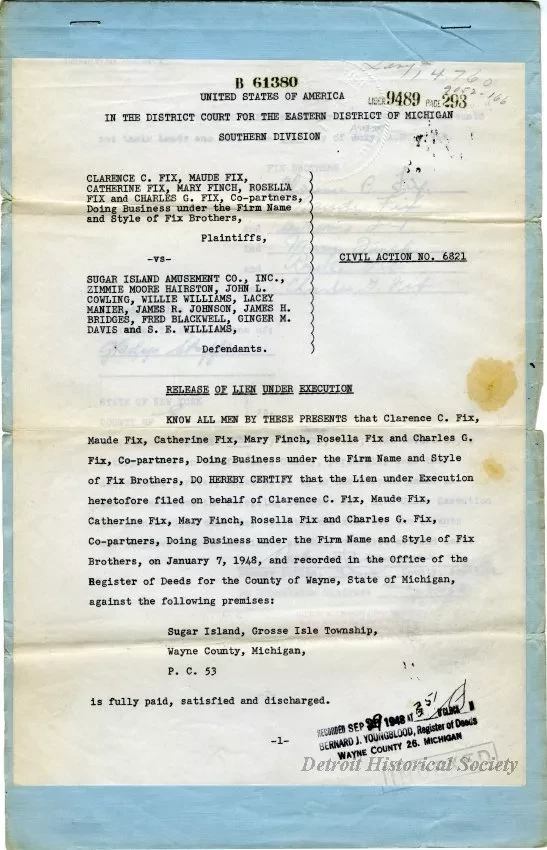 B 61380
UNITED STATES OF AMERICA
LIBER 9489 PAGE 293
IN THE DISTRICT COURT FOR THE EASTERN DISTRICT OF MICHIGAN
SOUTHERN DIVISION
CLARENCE C. FIX, MAUDE FIX,
CATHERINE FIX, MARY FINCH, ROSELLA
FIX and CHARLES G. FIX, Co-partners,
Doing Business under the Firm Name
and Style of Fix Brothers,
Plaintiffs,
-vs-
CIVIL ACTION NO. 6821
SUGAR ISLAND AMUSEMENT CO., INC.,
ZIMMIE MOORE HAIRSTON, JOHN L.
COWLING, WILLIE WILLIAMS, LACEY
MANIER, JAMES R. JOHNSON, JAMES H.
BRIDGES, FRED BLACKWELL, GINGER M.
DAVIS and S. E. WILLIAMS,
Defendants.
RELEASE OF LIEN UNDER EXECUTION
KNOW ALL MEN BY THESE PRESENTS that Clarence C. Fix,
Maude Fix, Catherine Fix, Mary Finch, Rosella Fix and Charles G.
Fix, Co-partners, Doing Business under the Firm Name and Style
of Fix Brothers, DO HEREBY CERTIFY that the Lien under Execution
heretofore filed on behalf of Clarence C. Fix, Maude Fix,
Catherine Fix, Mary Finch, Rosella Fix and Charles G. Fix,
Co-partners, Doing Business under the Firm Name and Style of Fix
Brothers, on January 7, 1948, and recorded in the Office of the
Register of Deeds for the County of Wayne, State of Michigan,
against the following premises:
Sugar Island, Grosse Isle Township,
Wayne County, Michigan,
P. C. 53
is fully paid, satisfied and discharged.
-1-
RECORDED SEP 1948 AT O'CLOCK M
BERNARD J. YOUNGBLOOD, Register of Deeds
WAYNE COUNTY 26, MICHIGAN
Detroit Historical Society